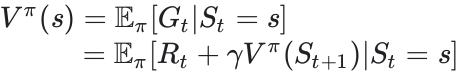 V^π(s) = 𝔼_π[G_t|S_t = s]
= 𝔼_π[R_t + γV^π(S_{t+1})|S_t = s]